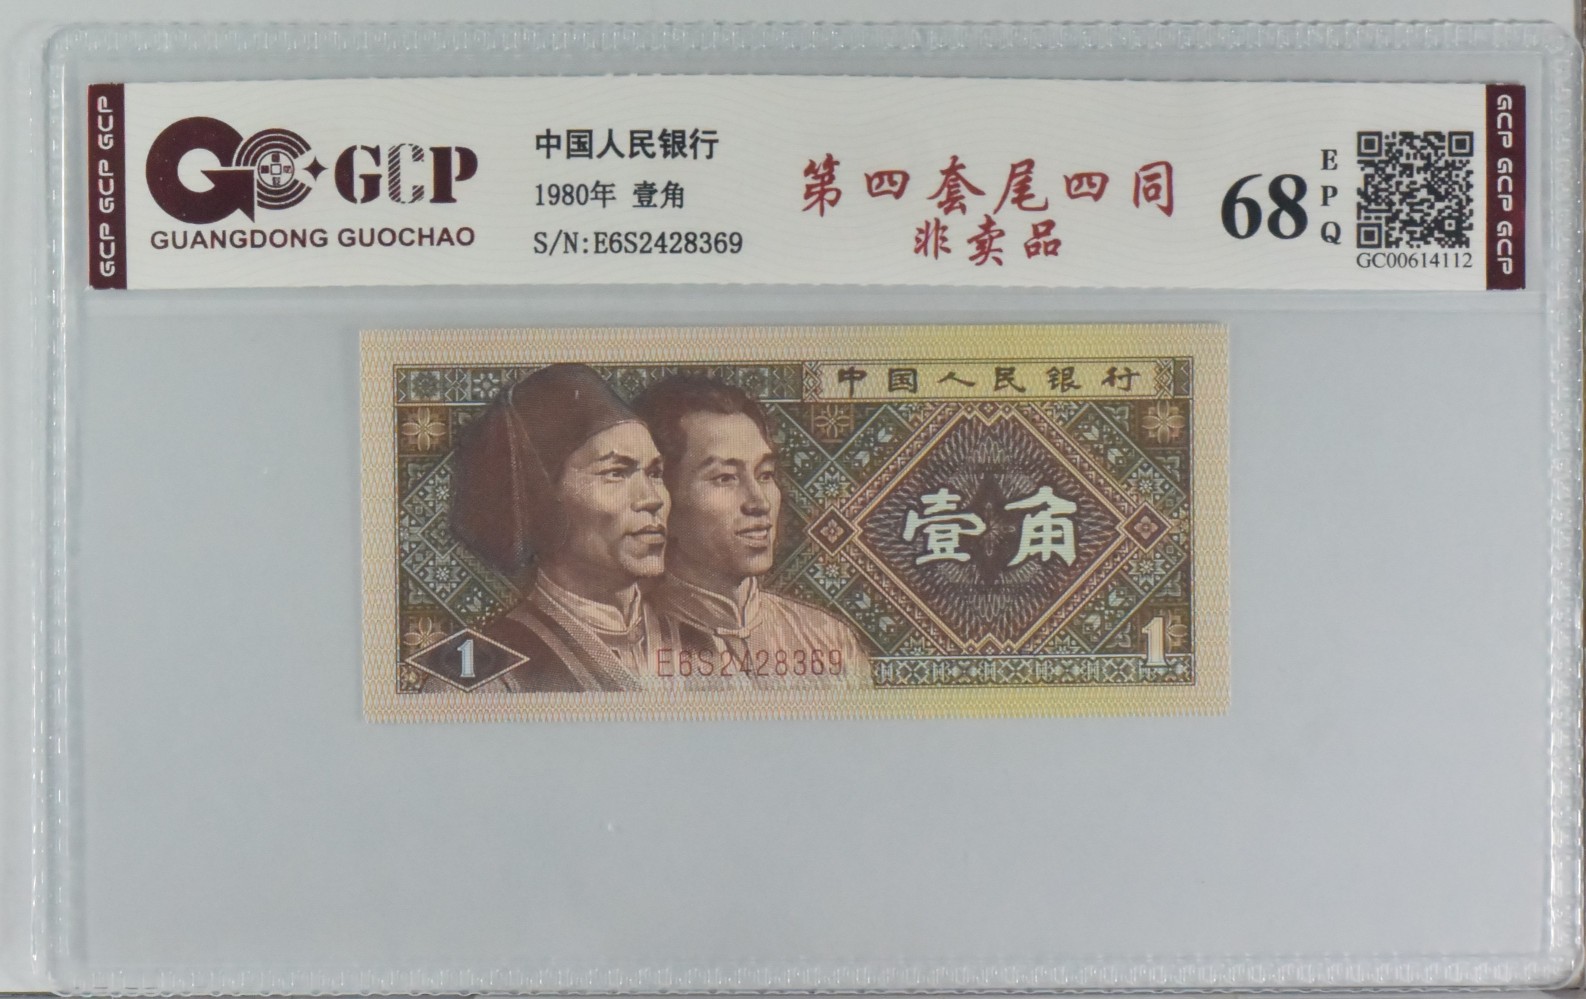 GCP GCP GCP
GCP
GUANGDONG GUOCHAO
中国人民银行
1980年 壹角
S/N:E6S2428369
第四套尾四同
非卖品
68
EPQ
GC00614112
GCP GCP GCP
中国人民银行
壹角
1
E6S2428369
1